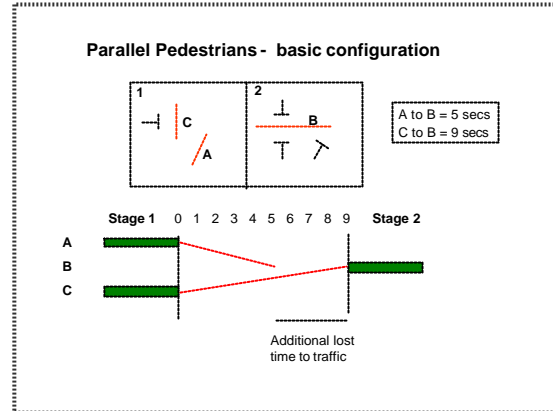 Parallel Pedestrians - basic configuration
1
C
A
2
B
A to B = 5 secs
C to B = 9 secs
Stage 1 0 1 2 3 4 5 6 7 8 9 Stage 2
A
B
C
Additional lost
time to traffic